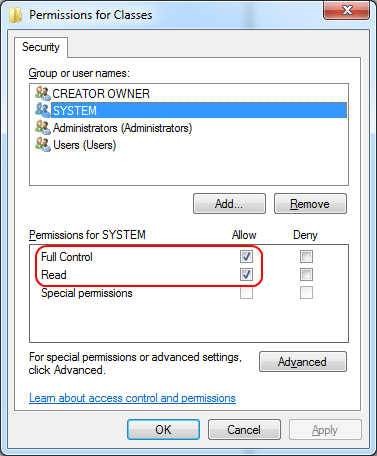 Permissions for Classes
Security
Group or user names:
CREATOR OWNER
SYSTEM
Administrators (Administrators)
Users (Users)
Add... Remove
Permissions for SYSTEM Allow Deny
Full Control
Read
Special permissions
For special permissions or advanced settings, 
click Advanced. Advanced
Learn about access control and permissions
OK Cancel Apply